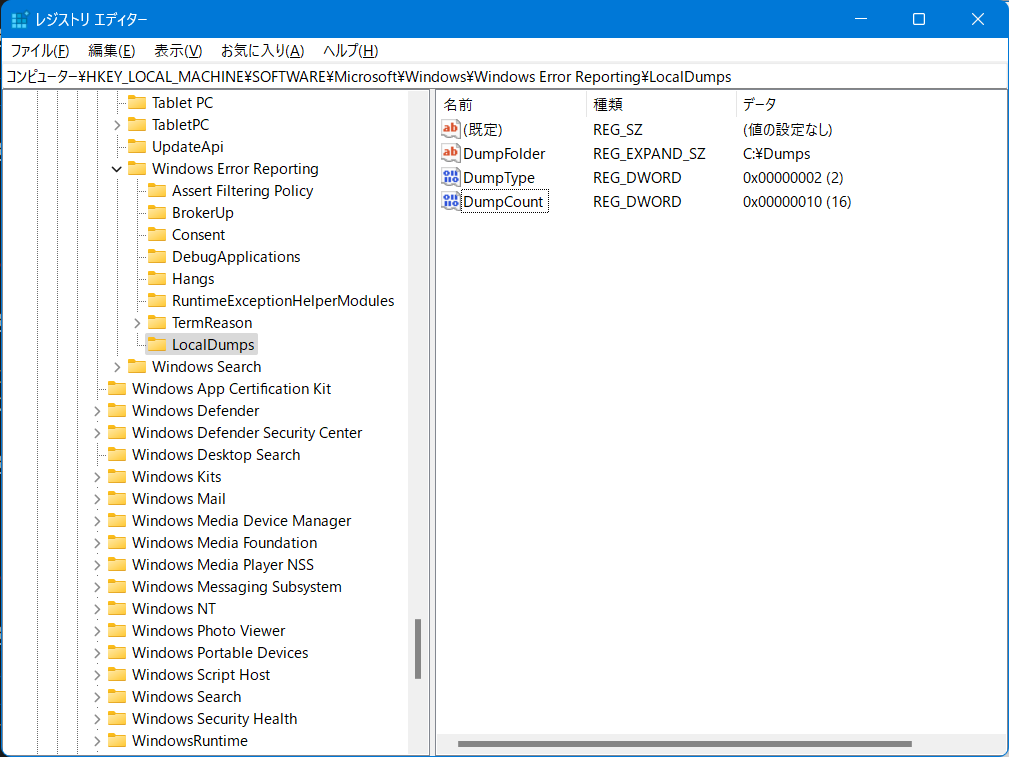 レジストリ エディター
ファイル(F) 編集(E) 表示(V) お気に入り(A) ヘルプ(H)
コンピューター¥HKEY_LOCAL_MACHINE¥SOFTWARE¥Microsoft¥Windows¥Windows Error Reporting¥LocalDumps
Tablet PC
TabletPC
UpdateApi
Windows Error Reporting
Assert Filtering Policy
BrokerUp
Consent
DebugApplications
Hangs
RuntimeExceptionHelperModules
TermReason
LocalDumps
Windows Search
Windows App Certification Kit
Windows Defender
Windows Defender Security Center
Windows Desktop Search
Windows Kits
Windows Mail
Windows Media Device Manager
Windows Media Foundation
Windows Media Player NSS
Windows Messaging Subsystem
Windows NT
Windows Photo Viewer
Windows Portable Devices
Windows Script Host
Windows Search
Windows Security Health
WindowsRuntime
名前 種類 データ
(既定) REG_SZ (値の設定なし)
DumpFolder REG_EXPAND_SZ C:¥Dumps
DumpType REG_DWORD 0x00000002 (2)
DumpCount REG_DWORD 0x00000010 (16)